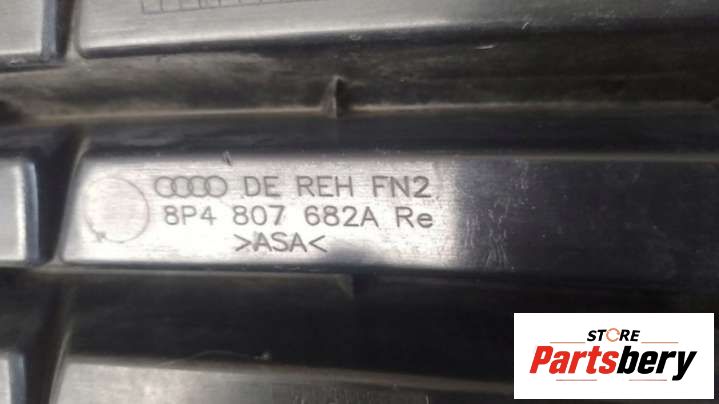 DE REH FN2
8P4 807 682A Re
>ASA<
STORE
Partsbery